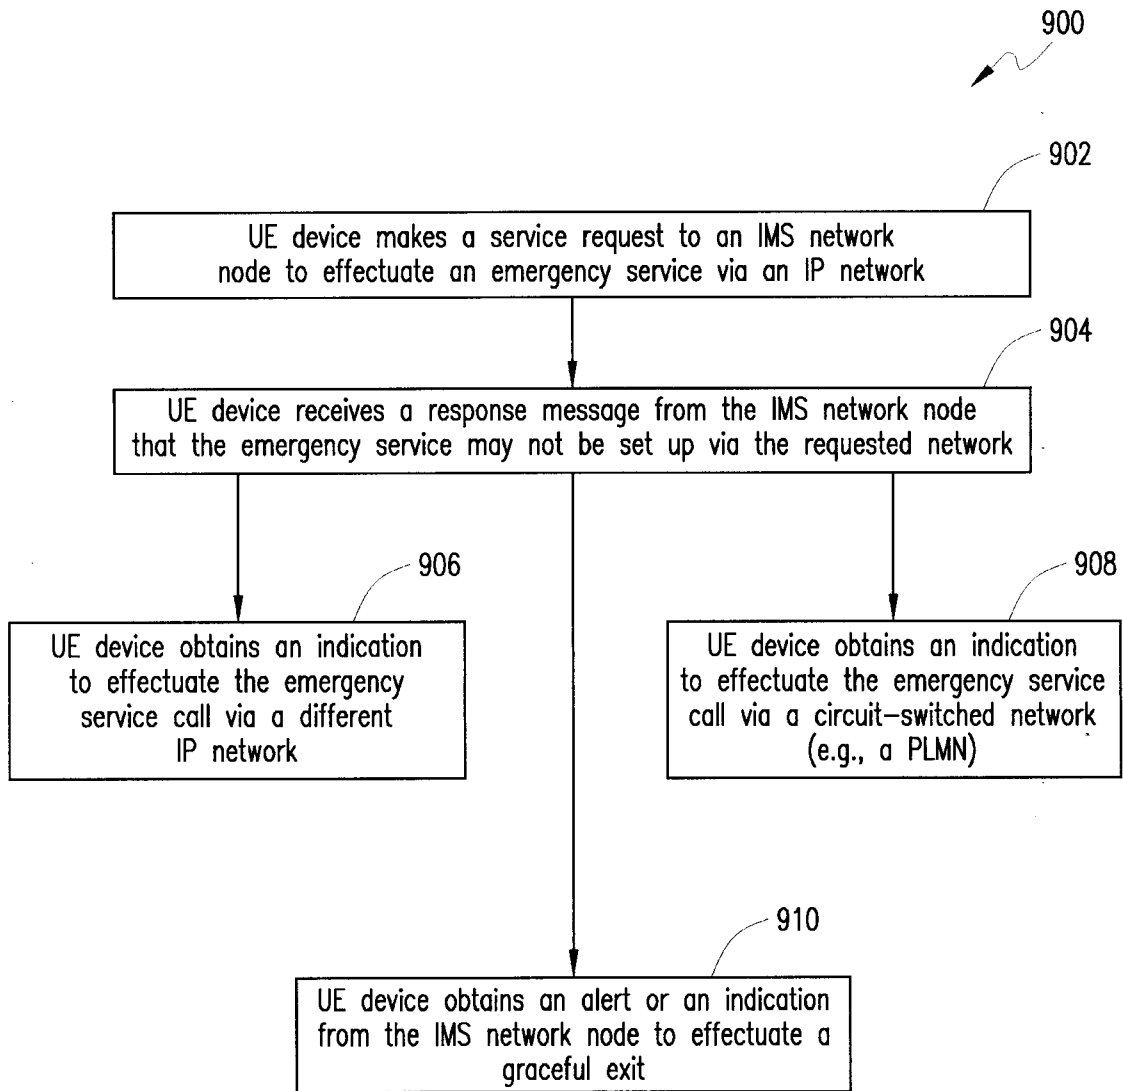 900
902
UE device makes a service request to an IMS network
node to effectuate an emergency service via an IP network
904
UE device receives a response message from the IMS network node
that the emergency service may not be set up via the requested network
906
UE device obtains an indication
to effectuate the emergency
service call via a different
IP network
908
UE device obtains an indication
to effectuate the emergency service
call via a circuit-switched network
(e.g., a PLMN)
910
UE device obtains an alert or an indication
from the IMS network node to effectuate a
graceful exit